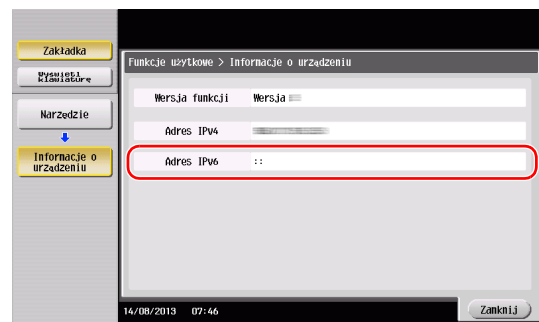 Zakładka
Wyświetl
klawiaturę
Narzędzie
Informacje o
urządzeniu
Funkcje użytkowe > Informacje o urządzeniu
Wersja funkcji Wersja
Adres IPv4
Adres IPv6 ::
14/08/2013 07:46
Zamknij